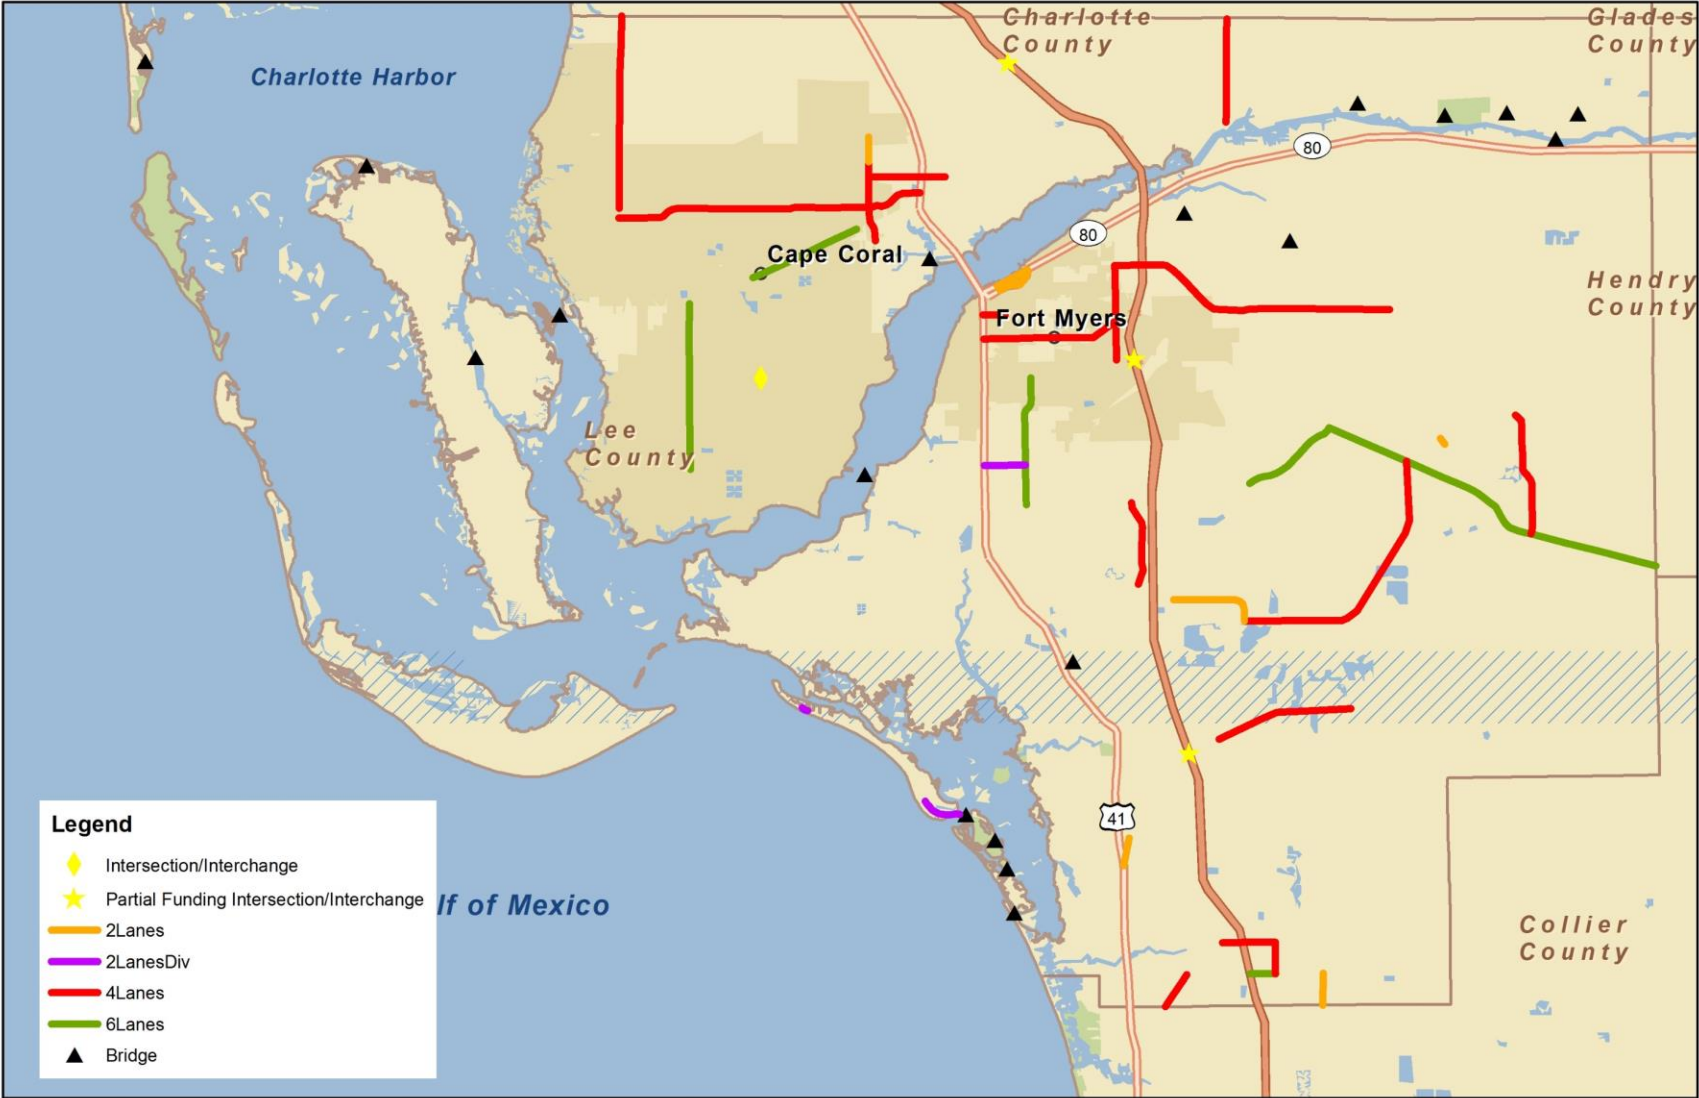 Charlotte
County
Glades
County
Charlotte Harbor
80
80
Cape Coral
Hendry
County
Fort Myers
Lee
County
41
Legend
Intersection/Interchange
Partial Funding Intersection/Interchange
lf of Mexico
2Lanes
2LanesDiv
4Lanes
6Lanes
Bridge
Collier
County